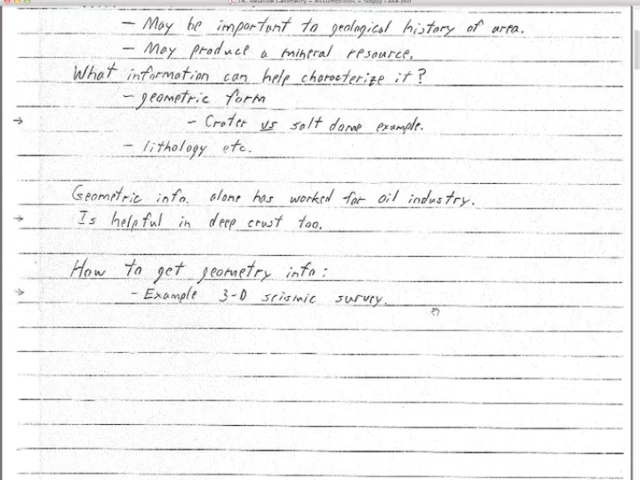 - May be important to geological history of area.
- May produce a mineral resource.
What information can help characterize it?
- geometric form
- Crater vs salt dome example.
- lithology etc.
Geometric info. alone has worked for oil industry.
Is helpful in deep crust too.
How to get geometry info:
- Example 3-D seismic survey.